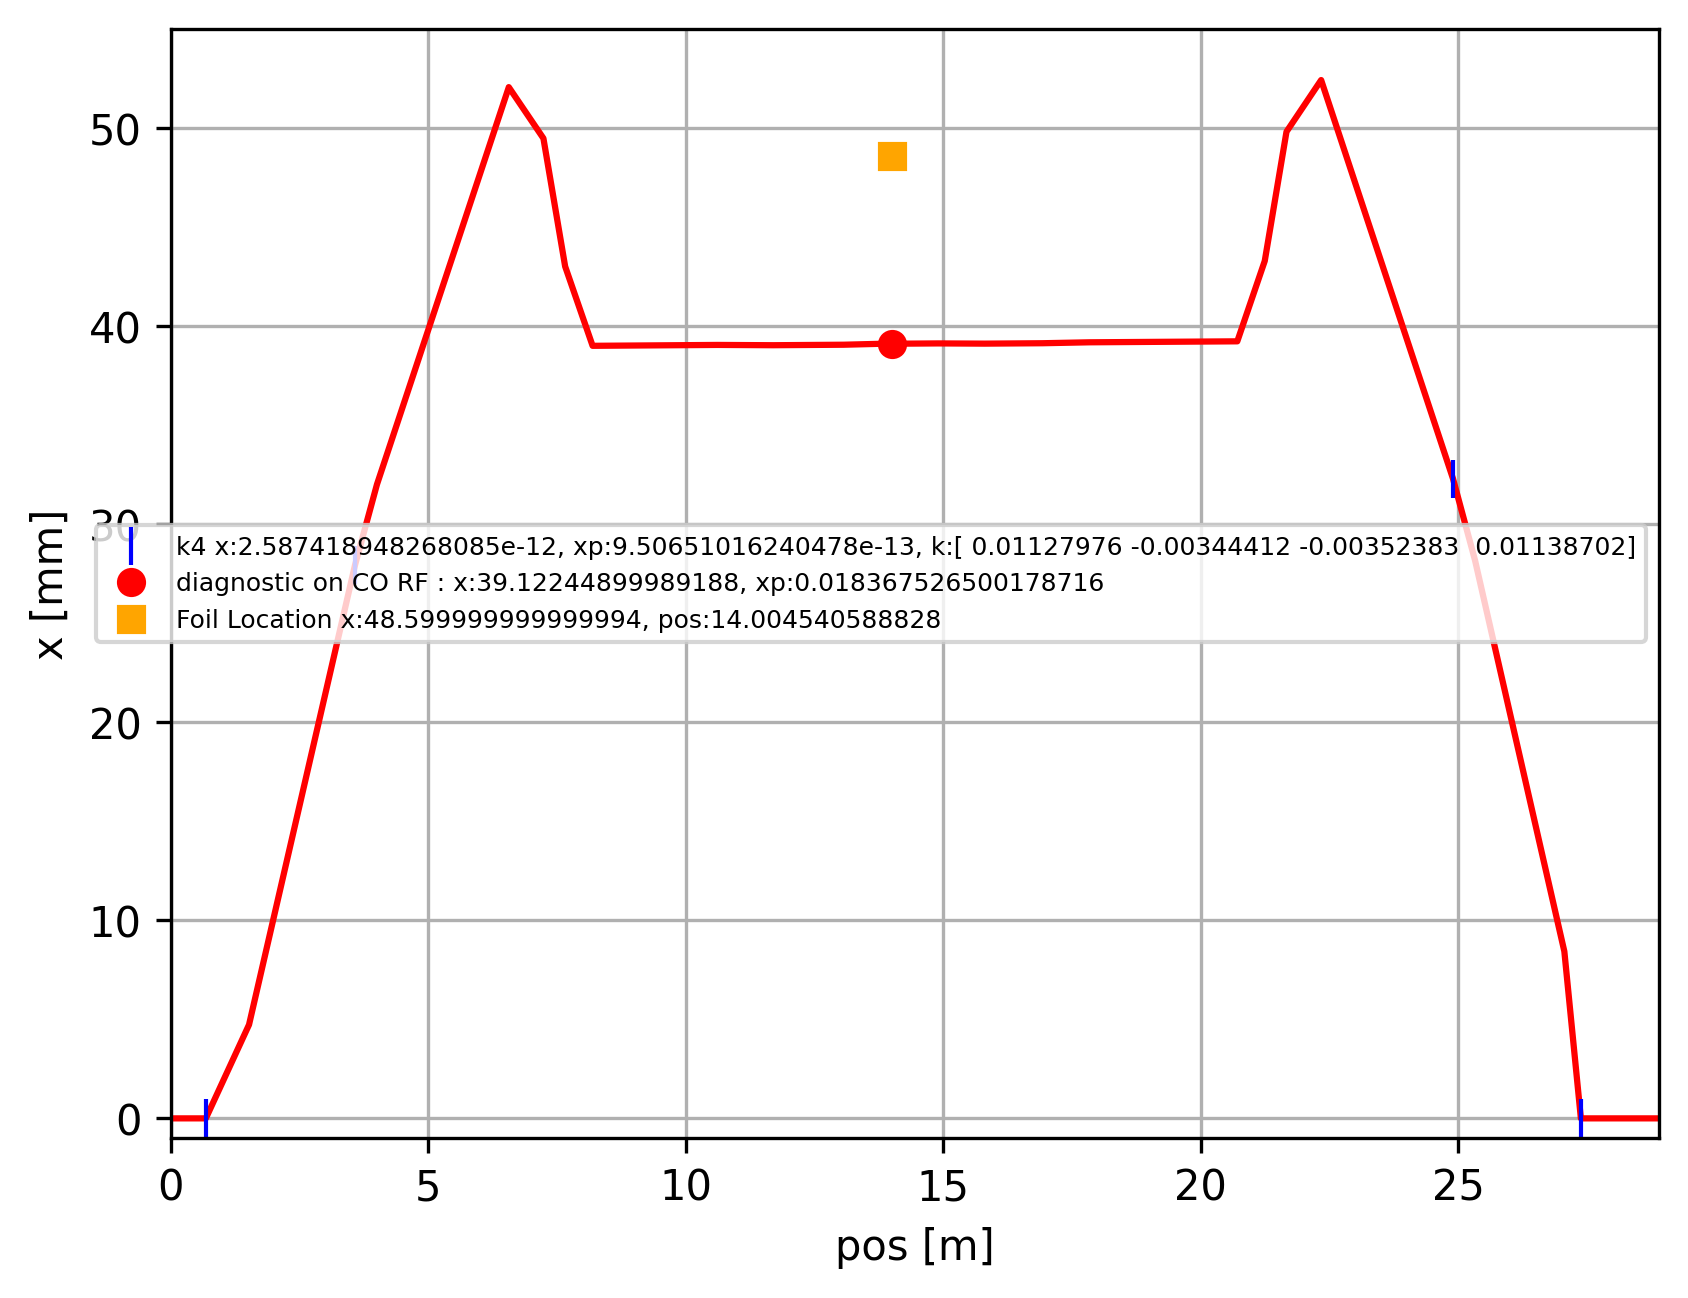 50
40
30
20
10
0
x [mm]
k4 x:2.587418948268085e-12, xp:9.50651016240478e-13, k:[ 0.01127976 -0.00344412 -0.00352383  0.01138702]
diagnostic on CO RF : x:39.12244899989188, xp:0.018367526500178716
Foil Location x:48.599999999999994, pos:14.004540588828
0 5 10 15 20 25
pos [m]